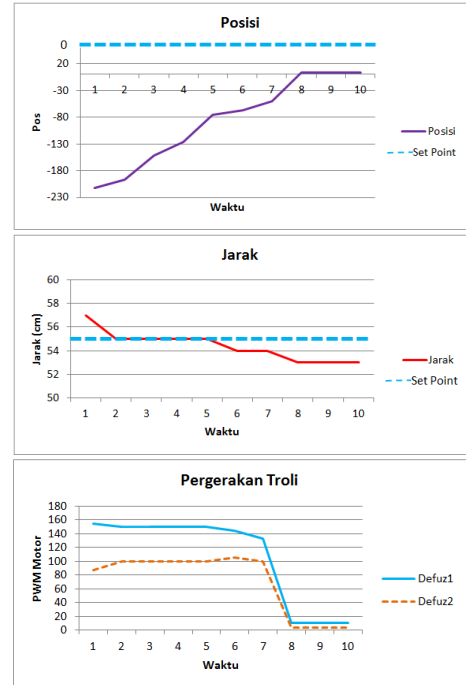 Posisi
0
20
-30
-80
-130
-180
-230
1 2 3 4 5 6 7 8 9 10
Pos
Waktu
Posisi
Set Point
Jarak
60
58
56
54
52
50
1 2 3 4 5 6 7 8 9 10
Jarak (cm)
Waktu
Jarak
Set Point
Pergerakan Troli
180
160
140
120
100
80
60
40
20
0
1 2 3 4 5 6 7 8 9 10
PWM Motor
Waktu
Defuz1
Defuz2